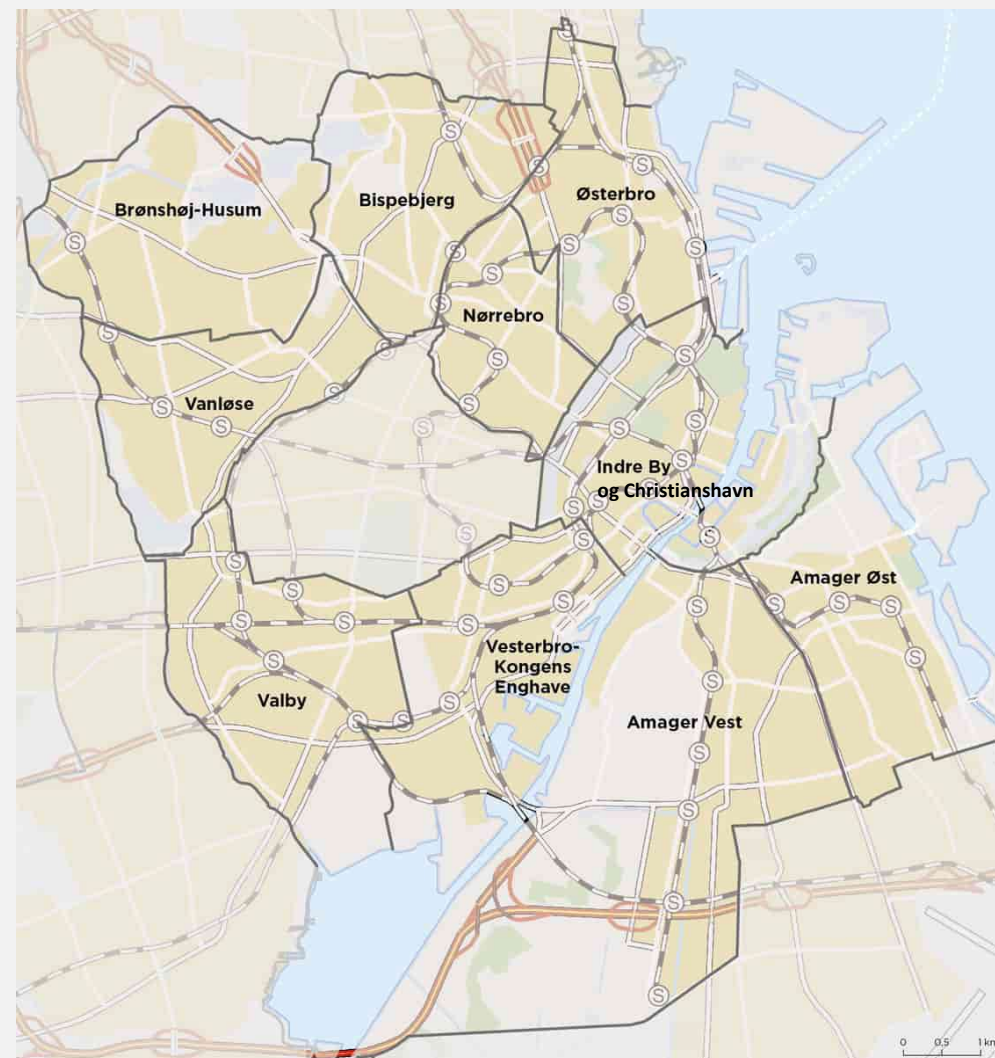 Østerbro
Bispebjerg
Brønshøj-Husum
Nørrebro
Vanløse
Indre By
og Christianshavn
Amager Øst
Vesterbro-
Kongens
Enghave
Valby
Amager Vest
0 0,5 1 km